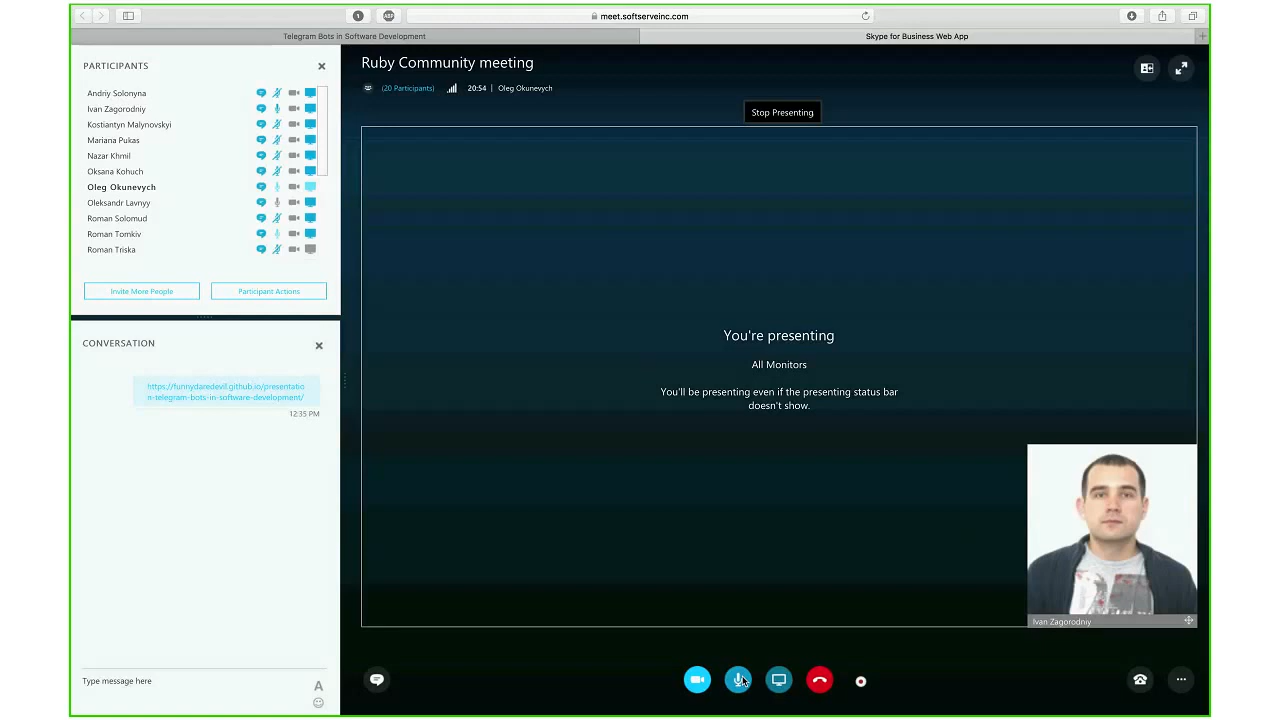 1
ABP
meet.softserveinc.com
Telegram Bots in Software Development
Skype for Business Web App
PARTICIPANTS
Andriy Solonyna
Ivan Zagorodniy
Kostiantyn Malynovskyi
Mariana Pukas
Nazar Khmil
Oksana Kohuch
Oleg Okunevych
Oleksandr Lavnyy
Roman Solomud
Roman Tomkiv
Roman Triska
Invite More People
Participant Actions
CONVERSATION
https://funnydaredevil.github.io/presentatio
n-telegram-bots-in-software-development/
12:35 PM
Type message here
A
Ruby Community meeting
(20 Participants)
20:54 | Oleg Okunevych
Stop Presenting
You're presenting
All Monitors
You'll be presenting even if the presenting status bar
doesn't show.
Ivan Zagorodniy